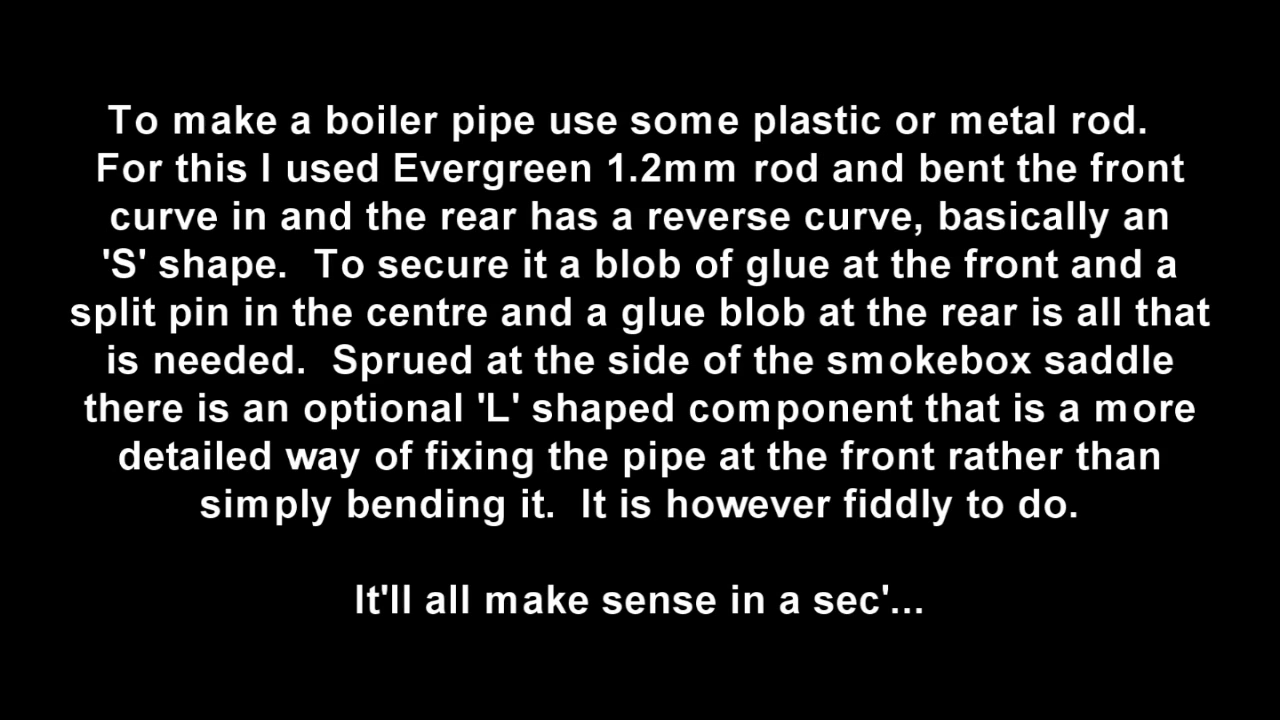 To make a boiler pipe use some plastic or metal rod.
For this I used Evergreen 1.2mm rod and bent the front
curve in and the rear has a reverse curve, basically an
'S' shape.  To secure it a blob of glue at the front and a
split pin in the centre and a glue blob at the rear is all that
is needed.  Sprued at the side of the smokebox saddle
there is an optional 'L' shaped component that is a more
detailed way of fixing the pipe at the front rather than
simply bending it.  It is however fiddly to do.
It'll all make sense in a sec'...